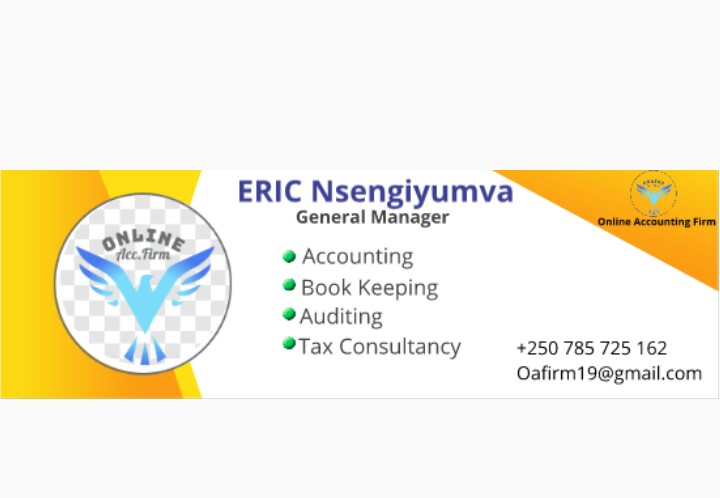 ONLINE
Acc.Firm
ERIC Nsengiyumva
General Manager
Accounting
Book Keeping
Auditing
Tax Consultancy
Online Accounting Firm
+250 785 725 162
Oafirm19@gmail.com